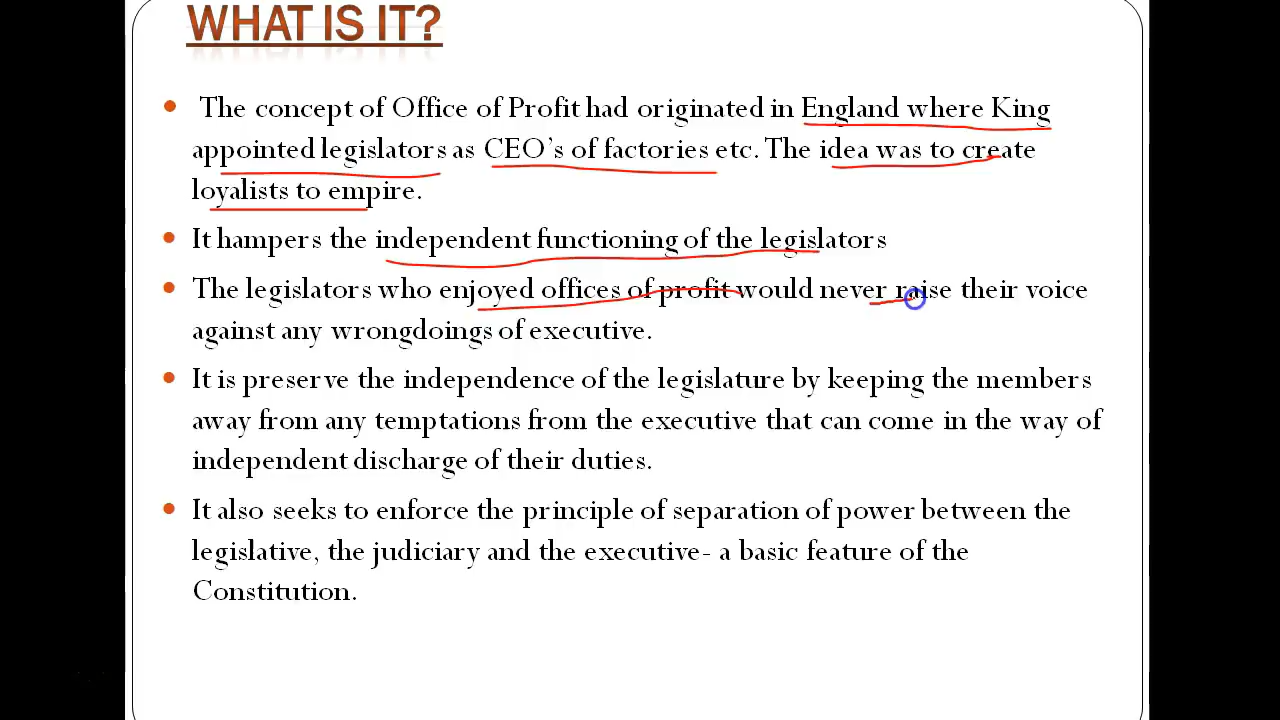 WHAT IS IT?
• The concept of Office of Profit had originated in England where King
appointed legislators as CEO's of factories etc. The idea was to create
loyalists to empire.
• It hampers the independent functioning of the legislators
• The legislators who enjoyed offices of profit would never raise their voice
against any wrongdoings of executive.
• It is preserve the independence of the legislature by keeping the members
away from any temptations from the executive that can come in the way of
independent discharge of their duties.
• It also seeks to enforce the principle of separation of power between the
legislative, the judiciary and the executive- a basic feature of the
Constitution.